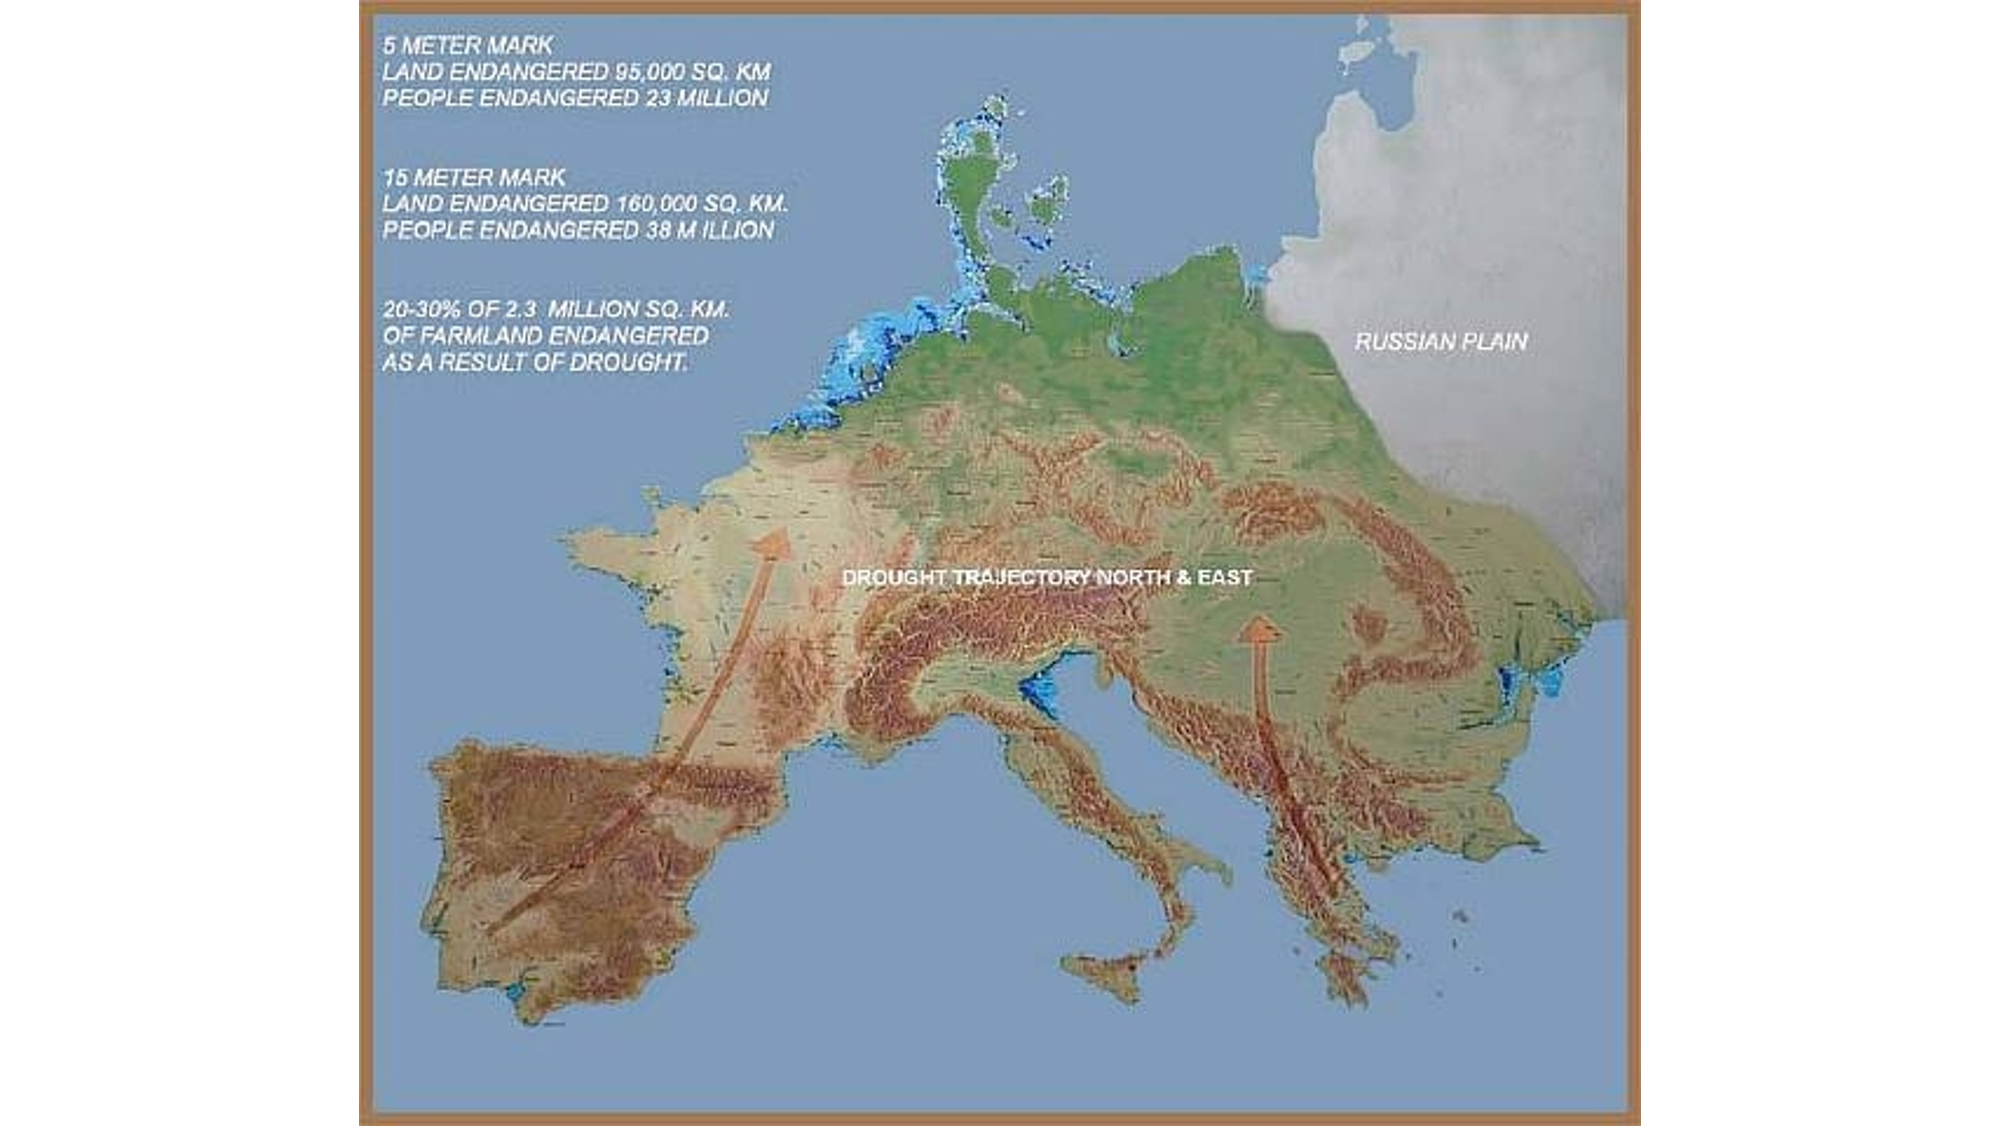 5 METER MARK
LAND ENDANGERED 95,000 SQ. KM
PEOPLE ENDANGERED 23 MILLION
15 METER MARK
LAND ENDANGERED 160,000 SQ. KM.
PEOPLE ENDANGERED 38 M ILLION
20-30% OF 2.3 MILLION SQ. KM.
OF FARMLAND ENDANGERED
AS A RESULT OF DROUGHT.
RUSSIAN PLAIN
DROUGHT TRAJECTORY NORTH & EAST